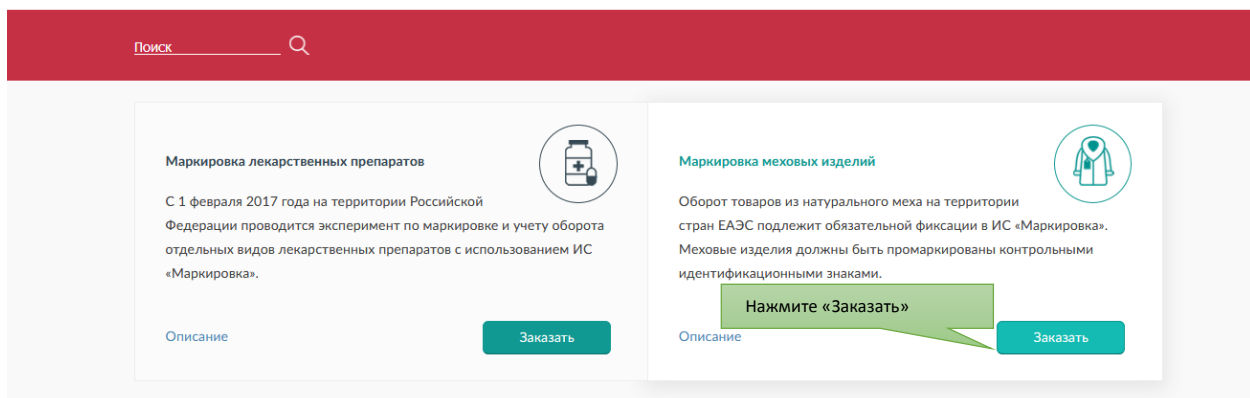 Поиск
Маркировка лекарственных препаратов
С 1 февраля 2017 года на территории Российской
Федерации проводится эксперимент по маркировке и учету оборота
отдельных видов лекарственных препаратов с использованием ИС
«Маркировка».
Описание
Заказать
Маркировка меховых изделий
Оборот товаров из натурального меха на территории
стран ЕАЭС подлежит обязательной фиксации в ИС «Маркировка».
Меховые изделия должны быть промаркированы контрольными
идентификационными знаками.
Нажмите «Заказать»
Описание
Заказать